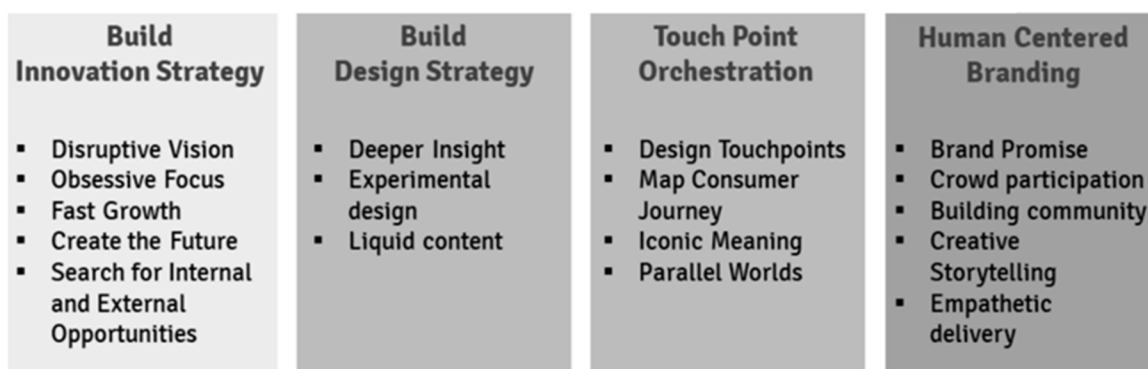 Build
Innovation Strategy
▪ Disruptive Vision
▪ Obsessive Focus
▪ Fast Growth
▪ Create the Future
▪ Search for Internal
and External
Opportunities
Build
Design Strategy
▪ Deeper Insight
▪ Experimental
design
▪ Liquid content
Touch Point
Orchestration
▪ Design Touchpoints
▪ Map Consumer
Journey
▪ Iconic Meaning
▪ Parallel Worlds
Human Centered
Branding
▪ Brand Promise
▪ Crowd participation
▪ Building community
▪ Creative
Storytelling
▪ Empathetic
delivery